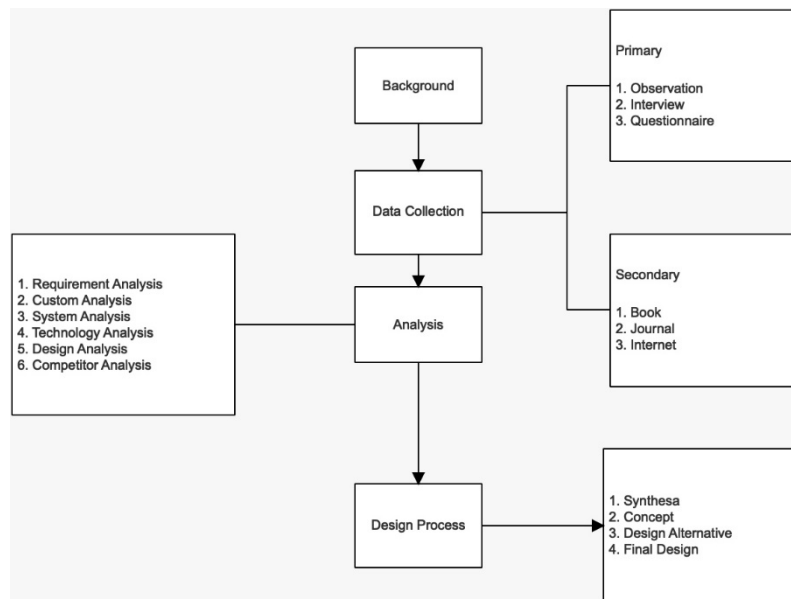 Background
Data Collection
Primary
1. Observation
2. Interview
3. Questionnaire
Secondary
1. Book
2. Journal
3. Internet
Analysis
1. Requirement Analysis
2. Custom Analysis
3. System Analysis
4. Technology Analysis
5. Design Analysis
6. Competitor Analysis
Design Process
1. Synthesa
2. Concept
3. Design Alternative
4. Final Design